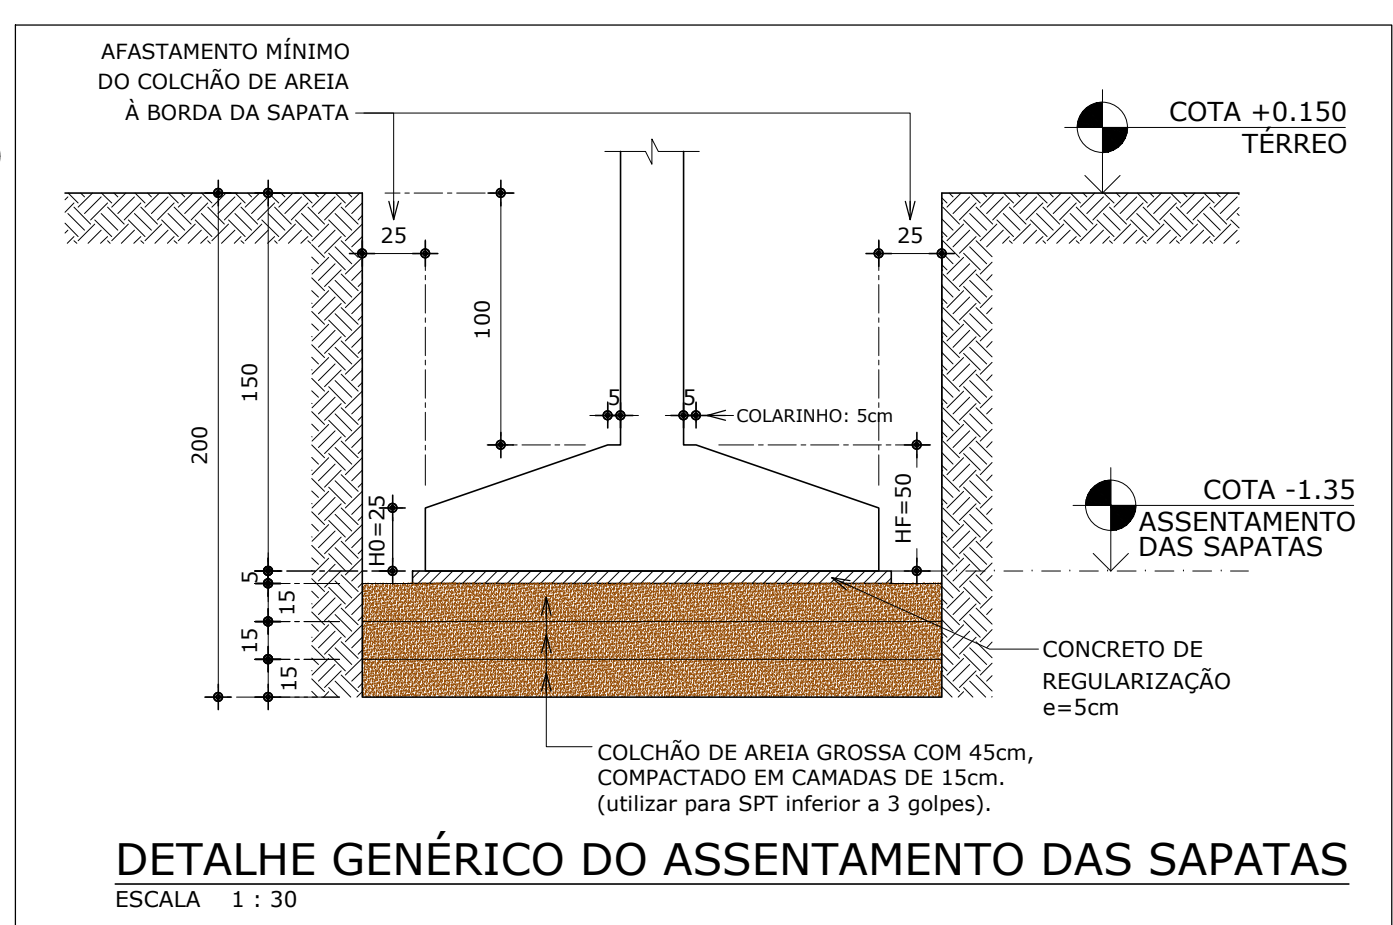 AFASTAMENTO MÍNIMO
DO COLCHÃO DE AREIA
À BORDA DA SAPATA
COTA +0.150
TÉRREO
25
25
100
150
200
5
5
COLARINHO: 5cm
H0=25
HF=50
COTA -1.35
ASSENTAMENTO
DAS SAPATAS
5
15
15
15
CONCRETO DE
REGULARIZAÇÃO
e=5cm
COLCHÃO DE AREIA GROSSA COM 45cm,
COMPACTADO EM CAMADAS DE 15cm.
(utilizar para SPT inferior a 3 golpes).
DETALHE GENÉRICO DO ASSENTAMENTO DAS SAPATAS
ESCALA 1 : 30